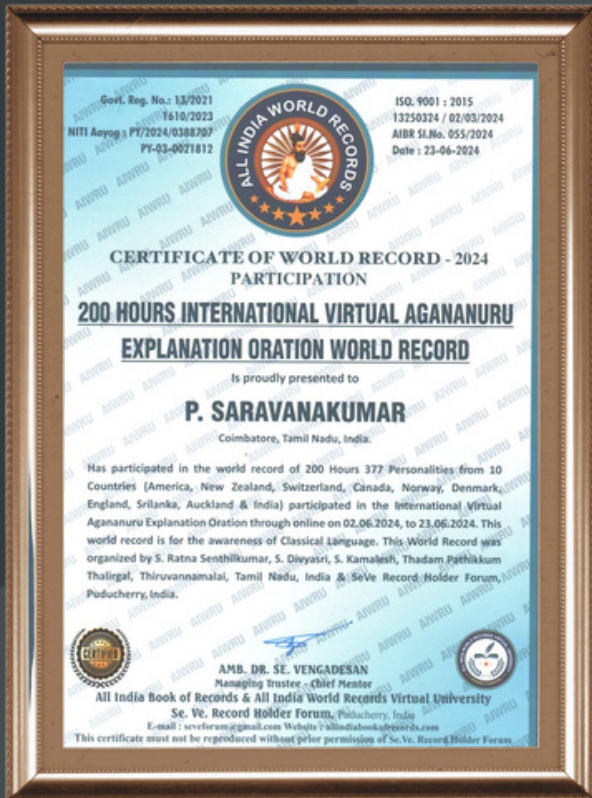 Govt. Reg. No.: 13/2021
1610/2023
NITI Aayog : PY/2024/0388707
PY-03-0021812
ALL INDIA WORLD RECORDS
ISO. 9001 : 2015
13250324 / 02/03/2024
AIBR Sl.No. 055/2024
Date : 23-06-2024
CERTIFICATE OF WORLD RECORD - 2024
PARTICIPATION
200 HOURS INTERNATIONAL VIRTUAL AGANANURU
EXPLANATION ORATION WORLD RECORD
Is proudly presented to
P. SARAVANAKUMAR
Coimbatore, Tamil Nadu, India.
Has participated in the world record of 200 Hours 377 Personalities from 10
Countries (America, New Zealand, Switzerland, Canada, Norway, Denmark,
England, Srilanka, Auckland & India) participated in the International Virtual
Agananuru Explanation Oration through online on 02.06.2024, to 23.06.2024. This
world record is for the awareness of Classical Language. This World Record was
organized by S. Ratna Senthilkumar, S. Divyasri, S. Kamalesh, Thadam Pathikkum
Thalirgal, Thiruvannamalai, Tamil Nadu, India & SeVe Record Holder Forum,
Puducherry, India.
CERTIFIED
AMB. DR. SE. VENGADESAN
Managing Trustee - Chief Mentor
All India Book of Records & All India World Records Virtual University
Se. Ve. Record Holder Forum, Puducherry, India
E-mail : seveforum@gmail.com Website : allindiabookofrecords.com
This certificate must not be reproduced without prior permission of Se.Ve. Record Holder Forum
AIWRU